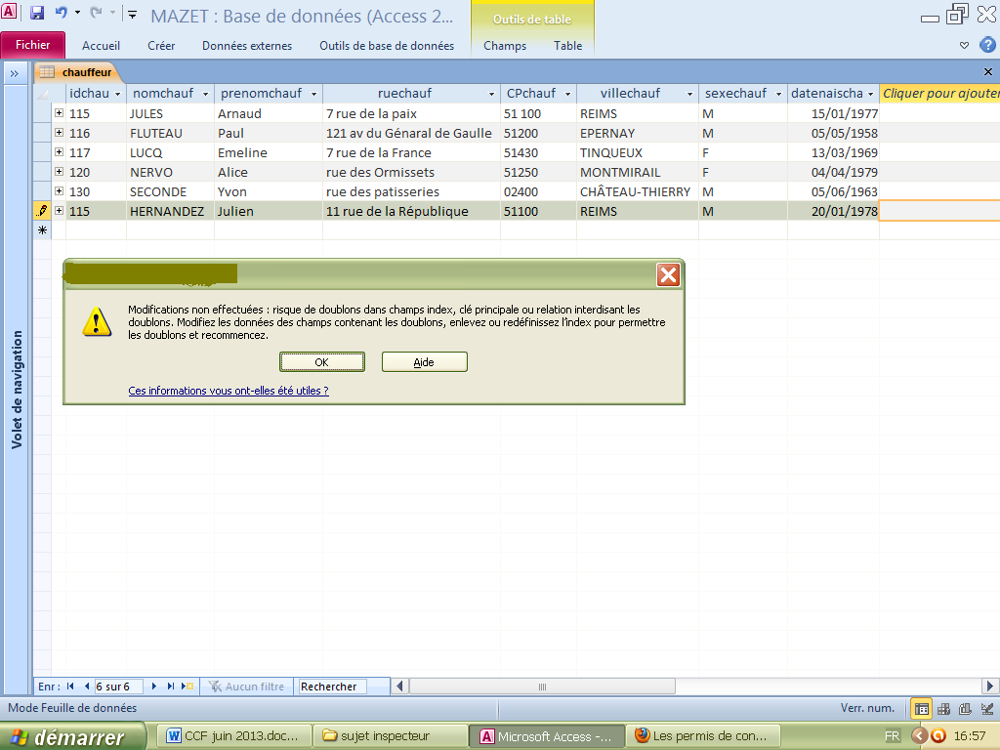 MAZET : Base de données (Access 2...
Outils de table
Fichier Accueil Créer Données externes Outils de base de données Champs Table
chauffeur
idchau nomchauf prenomchauf ruechauf CPchauf villechauf sexechauf datenaischa Cliquer pour ajouter
115 JULES Arnaud 7 rue de la paix 51 100 REIMS M 15/01/1977
116 FLUTEAU Paul 121 av du Génaral de Gaulle 51200 EPERNAY M 05/05/1958
117 LUCQ Emeline 7 rue de la France 51430 TINQUEUX F 13/03/1969
120 NERVO Alice rue des Ormissets 51250 MONTMIRAIL F 04/04/1979
130 SECONDE Yvon rue des patisseries 02400 CHÂTEAU-THIERRY M 05/06/1963
115 HERNANDEZ Julien 11 rue de la République 51100 REIMS M 20/01/1978
Modifications non effectuées : risque de doublons dans champs index, clé principale ou relation interdisant les
doublons. Modifiez les données des champs contenant les doublons, enlevez ou redéfinissez l'index pour permettre
les doublons et recommencez.
OK Aide
Ces informations vous ont-elles été utiles ?
Volet de navigation
Enr : 6 sur 6 Aucun filtre Rechercher
Mode Feuille de données Verr. num.
démarrer CCF juin 2013.doc... sujet inspecteur Microsoft Access -... Les permis de con... FR 16:57